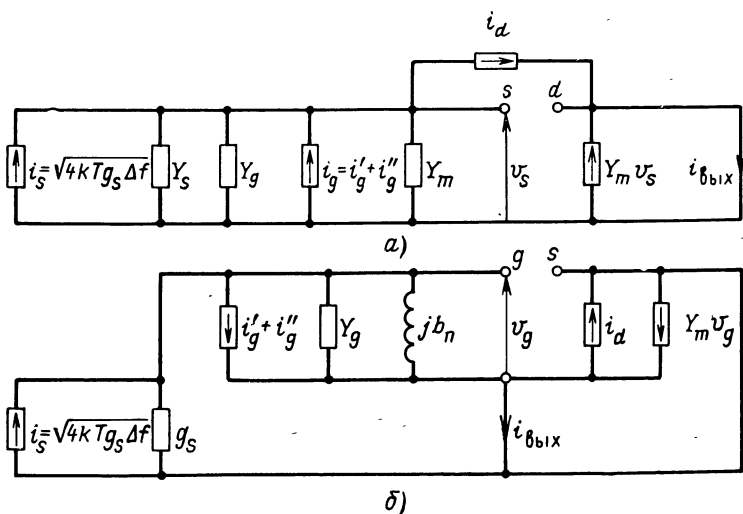 i_d
s d
i_s=√4kTg_sΔf Y_s Y_g i_g=i'_g+i''_g Y_m v_s Y_m v_s i_вых
а)
g s
i'_g+i''_g Y_g jb_п v_g i_d Y_m v_g
i_s=√4kTg_sΔf g_s i_вых
б)